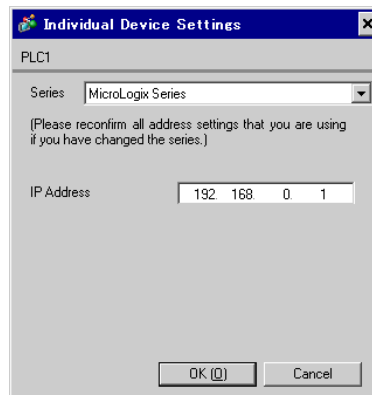 Individual Device Settings
PLC1
Series MicroLogix Series
(Please reconfirm all address settings that you are using
if you have changed the series.)
IP Address 192. 168. 0. 1
OK (O) Cancel